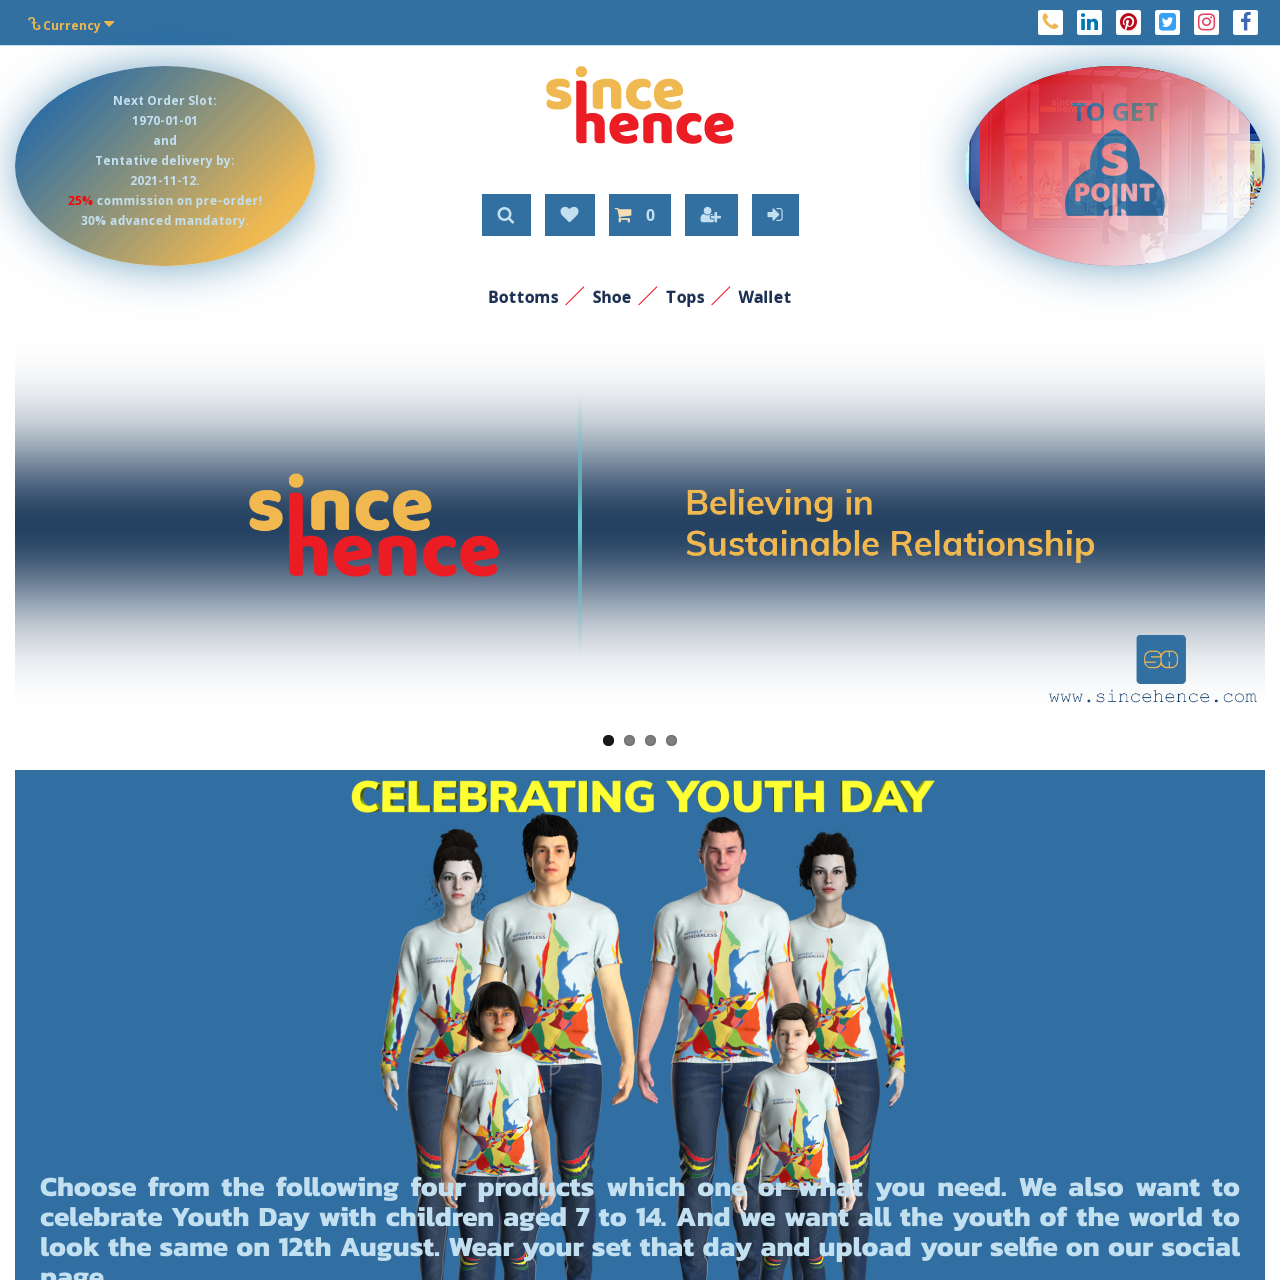 Currency
Next Order Slot:
1970-01-01
and
Tentative delivery by:
2021-11-12.
25% commission on pre-order!
30% advanced mandatory.
since
hence
TO GET
S
POINT
0
Bottoms
Shoe
Tops
Wallet
since
hence
Believing in
Sustainable Relationship
SH
www.sincehence.com
CELEBRATING YOUTH DAY
Choose from the following four products which one or what you need. We also want to
celebrate Youth Day with children aged 7 to 14. And we want all the youth of the world to
look the same on 12th August. Wear your set that day and upload your selfie on our social
page.